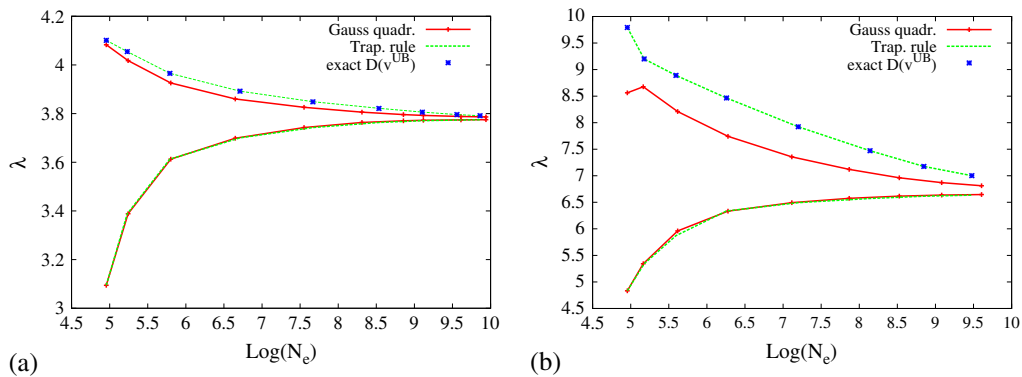 4.2
4
3.8
3.6
3.4
3.2
3
λ
4.5 5 5.5 6 6.5 7 7.5 8 8.5 9 9.5 10
Log(N_e)
Gauss quadr.
Trap. rule
exact D(v^UB)
(a)
10
9.5
9
8.5
8
7.5
7
6.5
6
5.5
5
4.5
λ
4.5 5 5.5 6 6.5 7 7.5 8 8.5 9 9.5 10
Log(N_e)
Gauss quadr.
Trap. rule
exact D(v^UB)
(b)